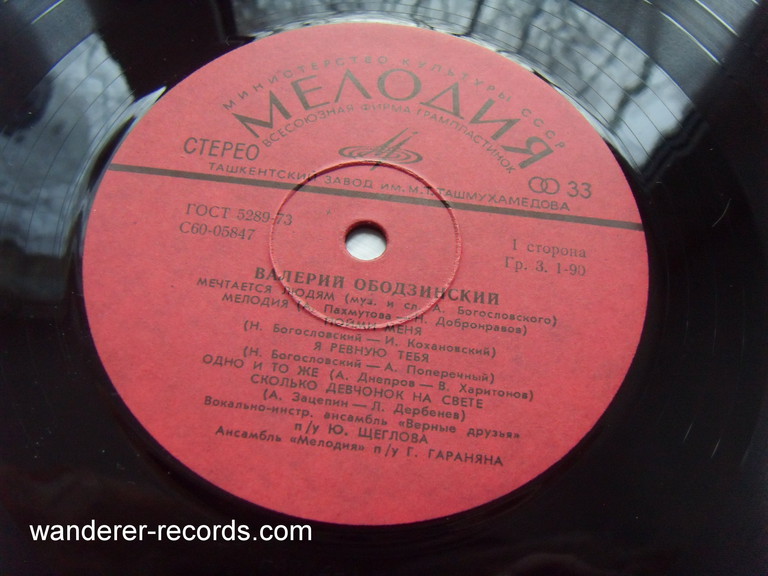 МИНИСТЕРСТВО КУЛЬТУРЫ СССР
МЕЛОДИЯ
ВСЕСОЮЗНАЯ ФИРМА ГРАМПЛАСТИНОК
СТЕРЕО
33
ТАШКЕНТСКИЙ ЗАВОД ИМ. М. Т. ТАШМУХАМЕДОВА
ГОСТ 5289-73
С60-05847
1 сторона
Гр. 3. 1-90
ВАЛЕРИЙ ОБОДЗИНСКИЙ
МЕЧТАЕТСЯ ЛЮДЯМ (муз. и сл. А. Богословского)
МЕЛОДИЯ (А. Пахмутова — Н. Добронравов)
ПОЙМИ МЕНЯ
(Н. Богословский — И. Кохановский)
Я РЕВНУЮ ТЕБЯ
(Н. Богословский — А. Поперечный)
ОДНО И ТО ЖЕ (А. Днепров — В. Харитонов)
СКОЛЬКО ДЕВЧОНОК НА СВЕТЕ
(А. Зацепин — Л. Дербенев)
Вокально-инстр. ансамбль «Верные друзья»
п/у Ю. ЩЕГЛОВА
Ансамбль «Мелодия» п/у Г. ГАРАНЯНА
wanderer-records.com